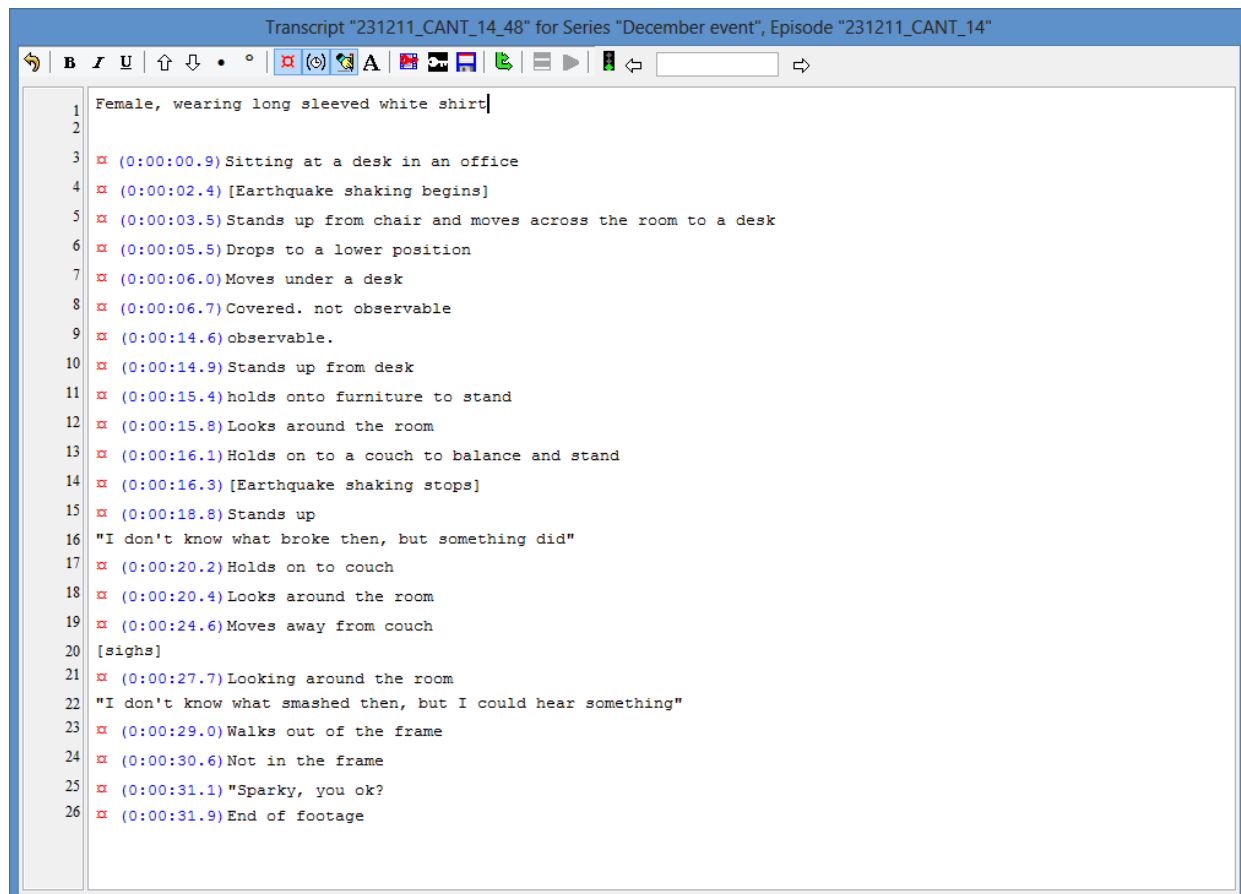 Transcript "231211_CANT_14_48" for Series "December event", Episode "231211_CANT_14"
B I U A
1 Female, wearing long sleeved white shirt
2
3 ¤ (0:00:00.9) Sitting at a desk in an office
4 ¤ (0:00:02.4) [Earthquake shaking begins]
5 ¤ (0:00:03.5) Stands up from chair and moves across the room to a desk
6 ¤ (0:00:05.5) Drops to a lower position
7 ¤ (0:00:06.0) Moves under a desk
8 ¤ (0:00:06.7) Covered. not observable
9 ¤ (0:00:14.6) observable.
10 ¤ (0:00:14.9) Stands up from desk
11 ¤ (0:00:15.4) holds onto furniture to stand
12 ¤ (0:00:15.8) Looks around the room
13 ¤ (0:00:16.1) Holds on to a couch to balance and stand
14 ¤ (0:00:16.3) [Earthquake shaking stops]
15 ¤ (0:00:18.8) Stands up
16 "I don't know what broke then, but something did"
17 ¤ (0:00:20.2) Holds on to couch
18 ¤ (0:00:20.4) Looks around the room
19 ¤ (0:00:24.6) Moves away from couch
20 [sighs]
21 ¤ (0:00:27.7) Looking around the room
22 "I don't know what smashed then, but I could hear something"
23 ¤ (0:00:29.0) Walks out of the frame
24 ¤ (0:00:30.6) Not in the frame
25 ¤ (0:00:31.1) "Sparky, you ok?
26 ¤ (0:00:31.9) End of footage